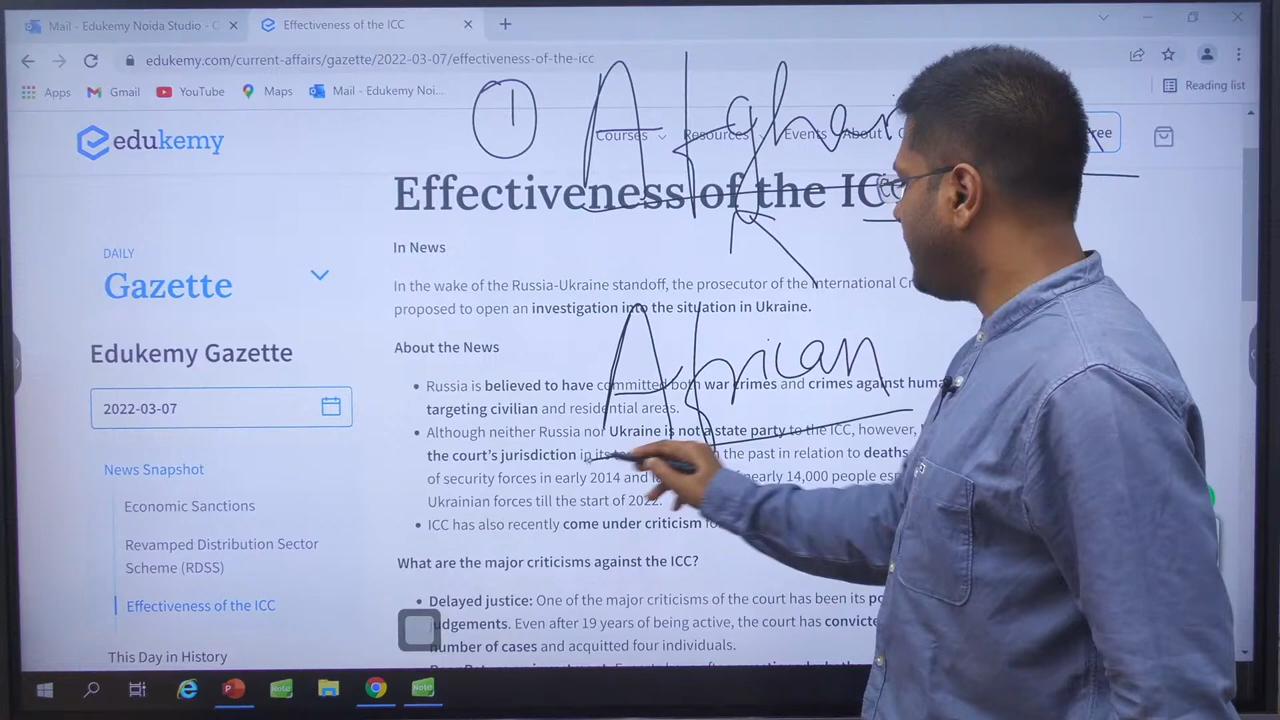 Mail - Edukemy Noida Studio - C
Effectiveness of the ICC
edukemy.com/current-affairs/gazette/2022-03-07/effectiveness-of-the-icc
Apps
Gmail
YouTube
Maps
Mail - Edukemy Noi...
Reading list
edukemy
Courses
Resources
Events
About
1
Effectiveness of the
DAILY
Gazette
Edukemy Gazette
2022-03-07
News Snapshot
Economic Sanctions
Revamped Distribution Sector
Scheme (RDSS)
Effectiveness of the ICC
This Day in History
In News
In the wake of the Russia-Ukraine standoff, the prosecutor of the International
proposed to open an investigation into the situation in Ukraine.
About the News
African
Russia is believed to have committed both war crimes and crimes against
targeting civilian and residential areas.
Although neither Russia nor Ukraine is not a state party to the ICC, however,
the court's jurisdiction in its the past in relation to deaths
of security forces in early 2014 and nearly 14,000 people
Ukrainian forces till the start of 2022.
ICC has also recently come under criticism
What are the major criticisms against the ICC?
Delayed justice: One of the major criticisms of the court has been its
judgements. Even after 19 years of being active, the court has
number of cases and acquitted four individuals.
Note
Note